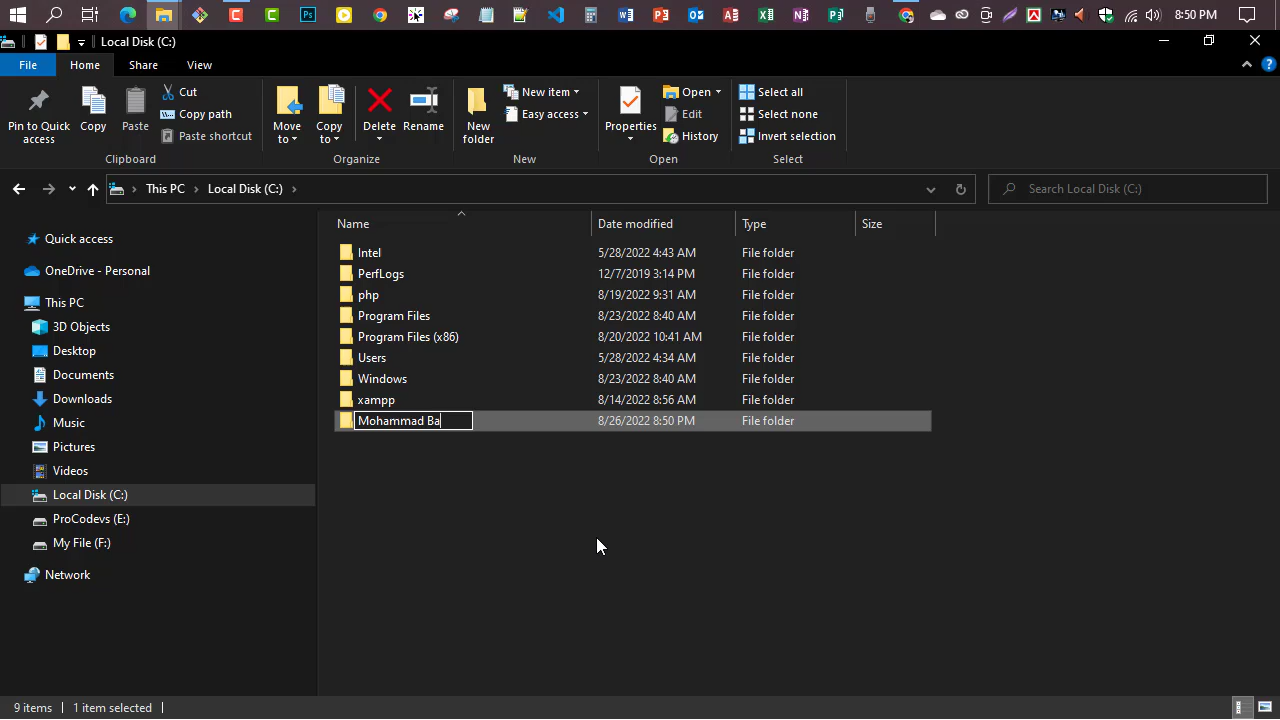 8:50 PM
Local Disk (C:)
File Home Share View
Pin to Quick access
Copy
Paste
Cut
Copy path
Paste shortcut
Move to
Copy to
Delete
Rename
New folder
New item
Easy access
Properties
Open
Edit
History
Select all
Select none
Invert selection
Clipboard Organize New Open Select
This PC Local Disk (C:)
Search Local Disk (C:)
Name Date modified Type Size
Quick access
OneDrive - Personal
This PC
3D Objects
Desktop
Documents
Downloads
Music
Pictures
Videos
Local Disk (C:)
ProCodevs (E:)
My File (F:)
Network
Intel 5/28/2022 4:43 AM File folder
PerfLogs 12/7/2019 3:14 PM File folder
php 8/19/2022 9:31 AM File folder
Program Files 8/23/2022 8:40 AM File folder
Program Files (x86) 8/20/2022 10:41 AM File folder
Users 5/28/2022 4:34 AM File folder
Windows 8/23/2022 8:40 AM File folder
xampp 8/14/2022 8:56 AM File folder
Mohammad Ba 8/26/2022 8:50 PM File folder
9 items 1 item selected